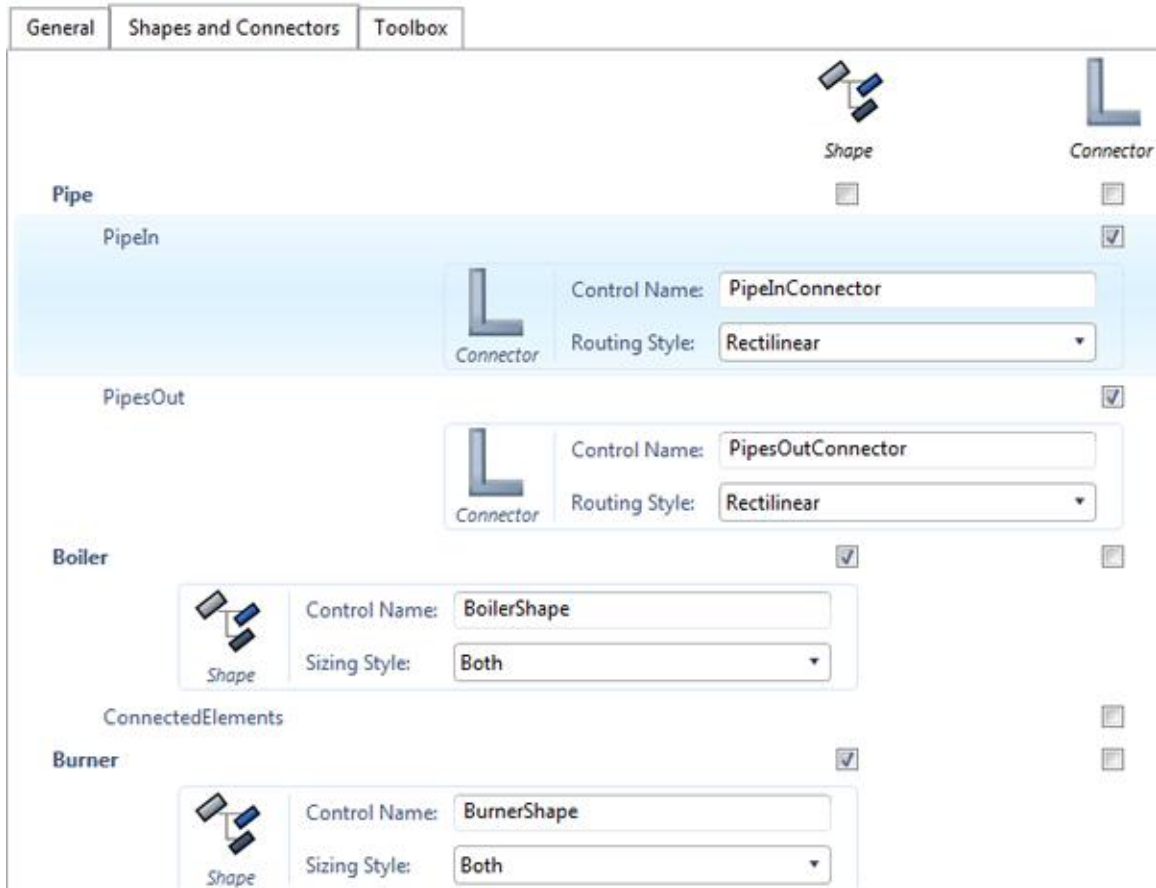 General Shapes and Connectors Toolbox
Shape Connector
Pipe
PipeIn
Control Name: PipeInConnector
Connector Routing Style: Rectilinear
PipesOut
Control Name: PipesOutConnector
Connector Routing Style: Rectilinear
Boiler
Control Name: BoilerShape
Shape Sizing Style: Both
ConnectedElements
Burner
Control Name: BurnerShape
Shape Sizing Style: Both